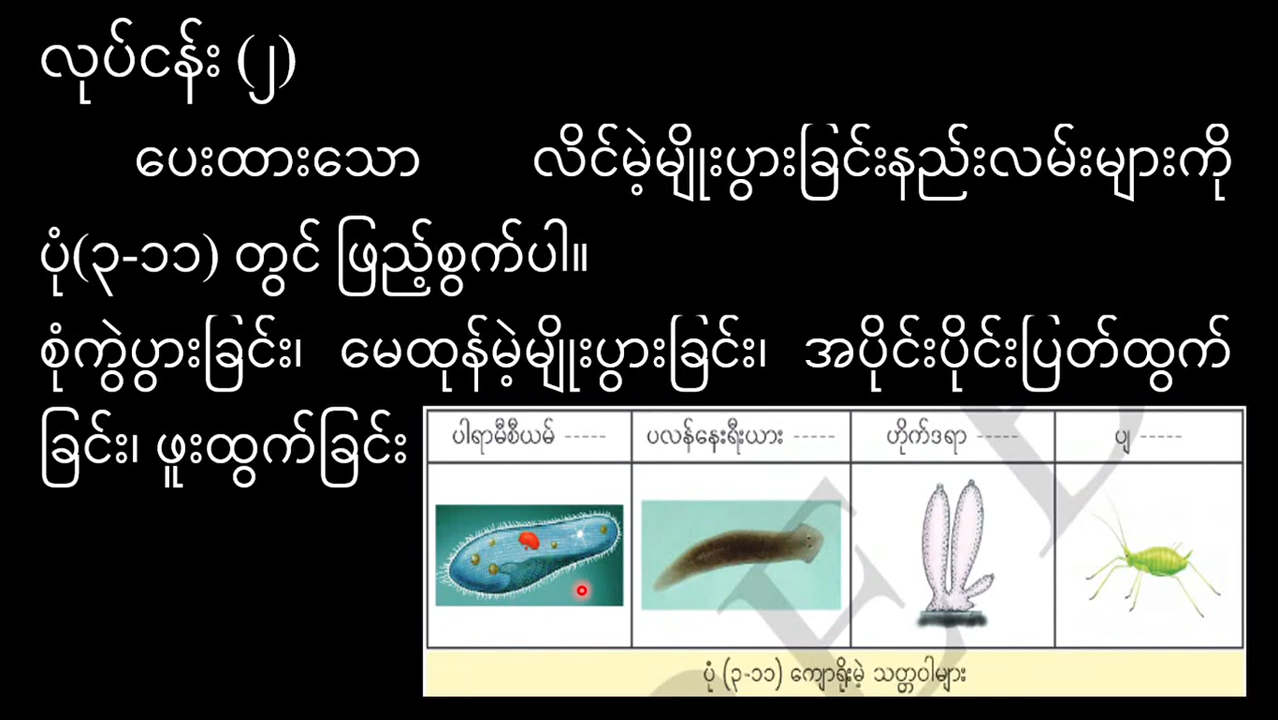 လုပ်ငန်း (၂)
ပေးထားသော လိင်မဲ့မျိုးပွားခြင်းနည်းလမ်းများကို
ပုံ(၃-၁၁) တွင် ဖြည့်စွက်ပါ။
စုံကွဲပွားခြင်း၊ မေထုန်မဲ့မျိုးပွားခြင်း၊ အပိုင်းပိုင်းပြတ်ထွက်
ခြင်း၊ ဖူးထွက်ခြင်း
ပါရာမီစီယမ် ----- ပလန်နေးရီးယား ----- ဟိုက်ဒရာ ----- ပျ -----
ပုံ (၃-၁၁) ကျောရိုးမဲ့ သတ္တဝါများ